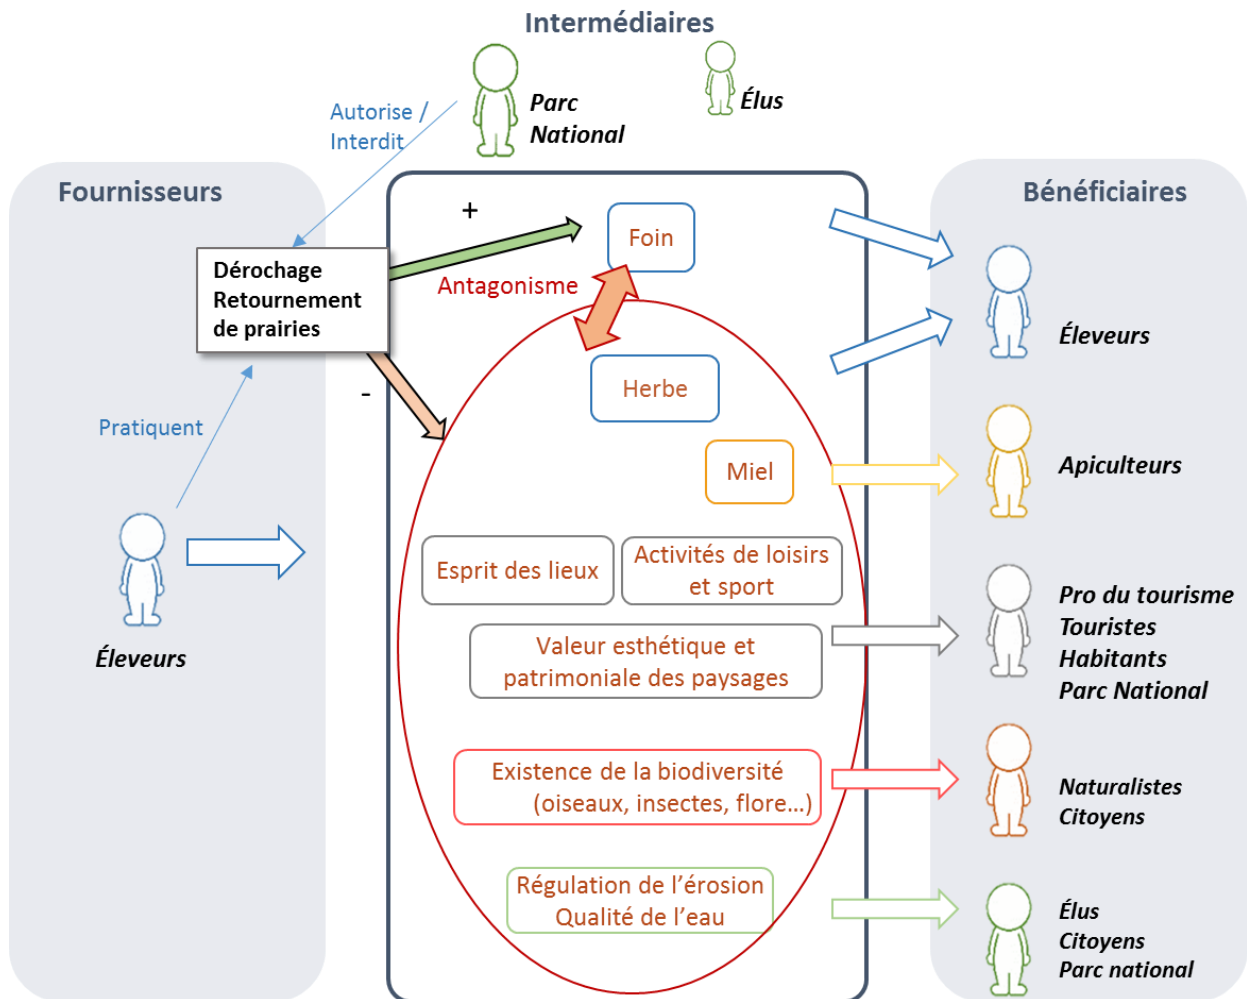 Intermédiaires
Parc
National
Élus
Autorise /
Interdit
Fournisseurs
Bénéficiaires
+
Foin
Dérochage
Retournement
de prairies
Antagonisme
-
Herbe
Pratiquent
Miel
Esprit des lieux
Activités de loisirs
et sport
Valeur esthétique et
patrimoniale des paysages
Existence de la biodiversité
(oiseaux, insectes, flore...)
Régulation de l’érosion
Qualité de l’eau
Éleveurs
Éleveurs
Apiculteurs
Pro du tourisme
Touristes
Habitants
Parc National
Naturalistes
Citoyens
Élus
Citoyens
Parc national